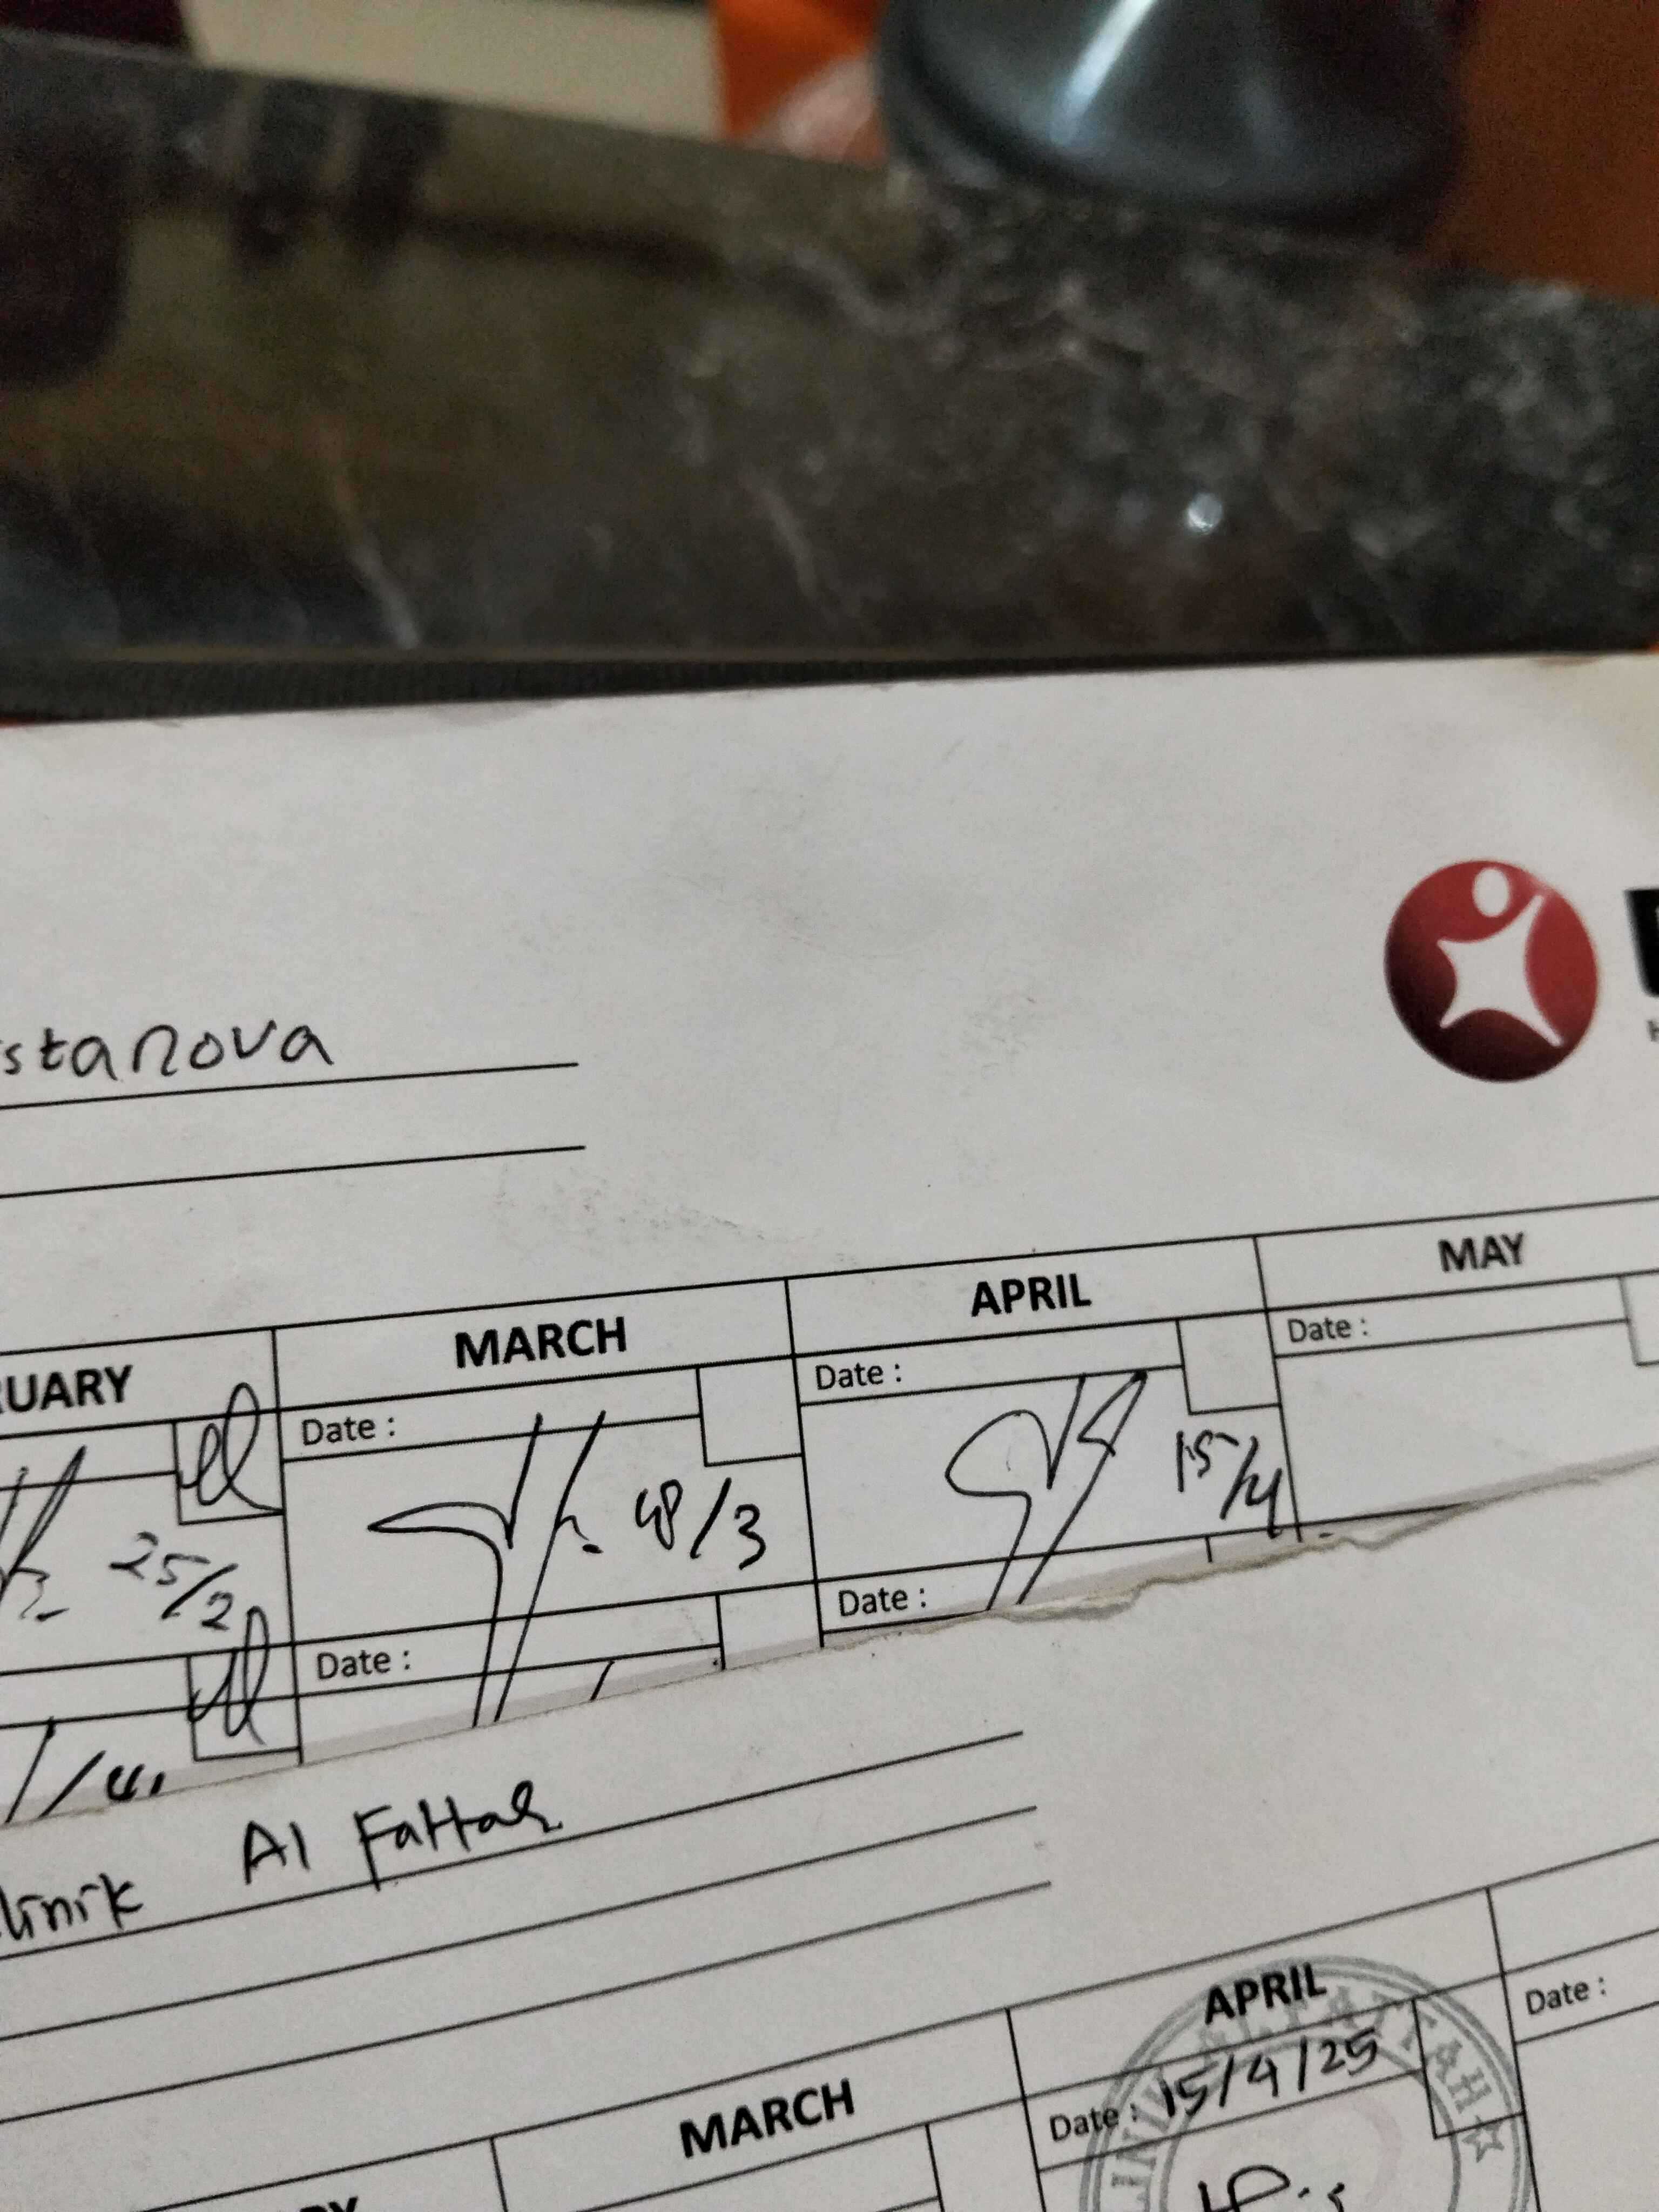 stanova
RUARY MARCH APRIL MAY
Date : Date : Date :
25/2 18/3 15/4
Date : Date :
linik Al Fattah
MARCH APRIL
Date : 15/4/25 Date :